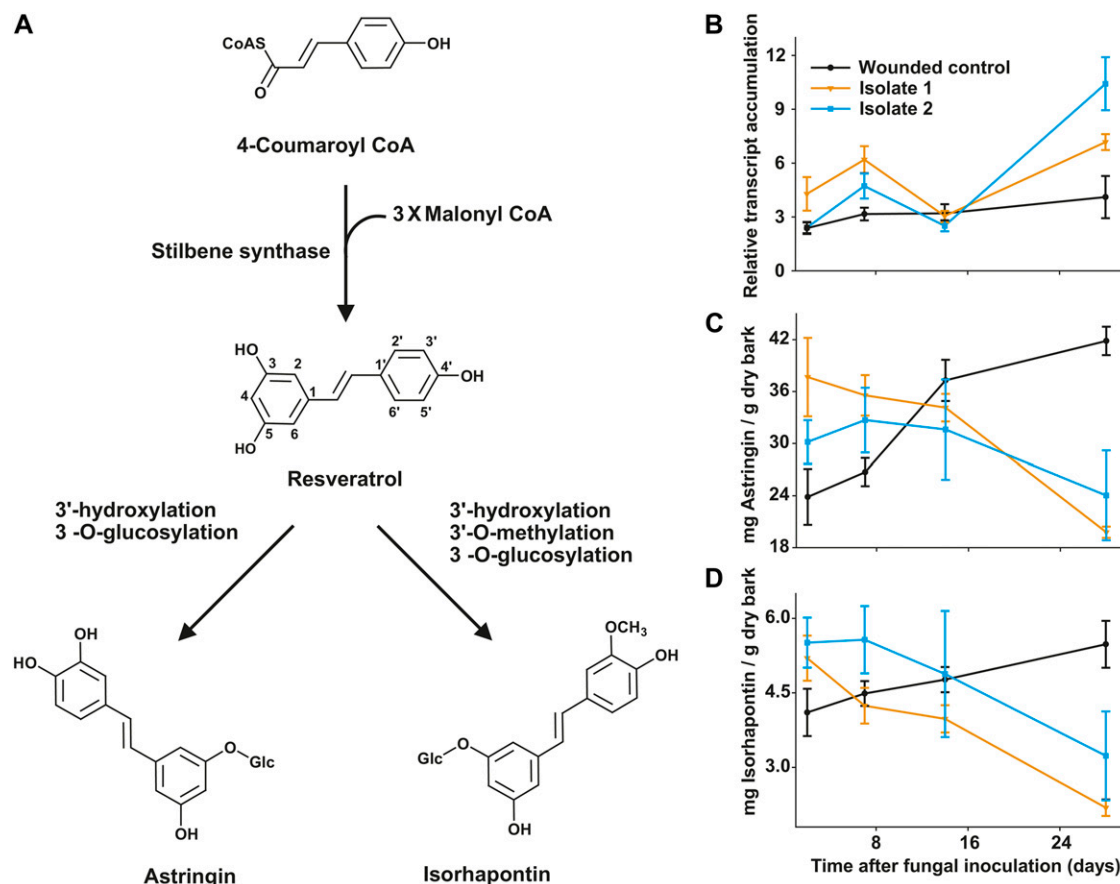 A
CoAS
O
OH
4-Coumaroyl CoA
3 X Malonyl CoA
Stilbene synthase
HO
3
2
4
1
5
6
HO
2'
3'
1'
4'
OH
6'
5'
Resveratrol
3'-hydroxylation
3 -O-glucosylation
3'-hydroxylation
3'-O-methylation
3 -O-glucosylation
OH
HO
O
Glc
OH
Astringin
OCH3
OH
O
Glc
OH
Isorhapontin
B
Relative transcript accumulation
12
9
6
3
0
Wounded control
Isolate 1
Isolate 2
C
mg Astringin / g dry bark
42
36
30
24
18
D
mg Isorhapontin / g dry bark
6.0
4.5
3.0
8 16 24
Time after fungal inoculation (days)